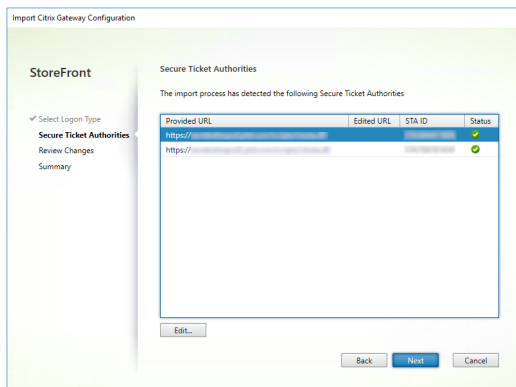 Import Citrix Gateway Configuration
StoreFront
Select Logon Type
Secure Ticket Authorities
Review Changes
Summary
Secure Ticket Authorities
The import process has detected the following Secure Ticket Authorities
Provided URL Edited URL STA ID Status
https://
https://
Edit...
Back Next Cancel